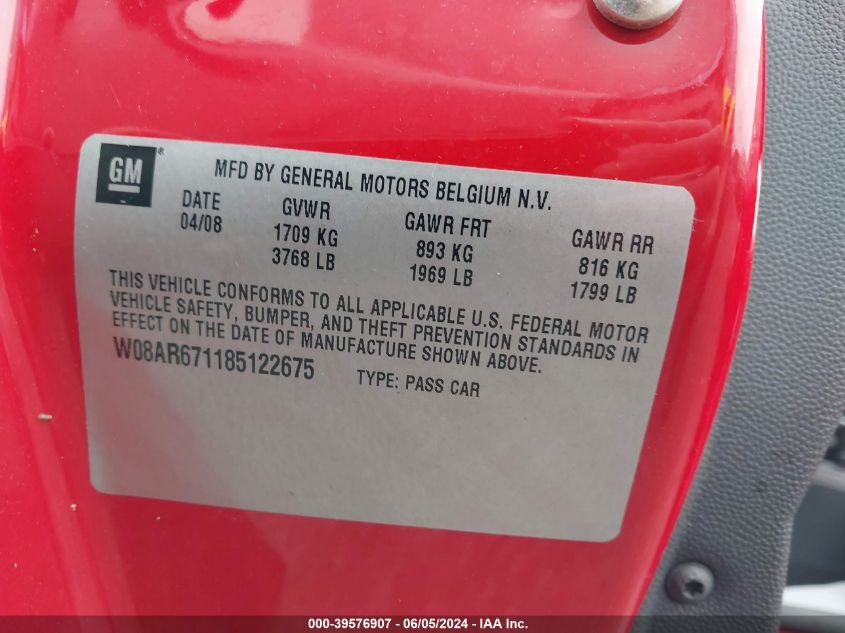 GM®
MFD BY GENERAL MOTORS BELGIUM N.V.
DATE GVWR GAWR FRT GAWR RR
04/08 1709 KG 893 KG 816 KG
3768 LB 1969 LB 1799 LB
THIS VEHICLE CONFORMS TO ALL APPLICABLE U.S. FEDERAL MOTOR
VEHICLE SAFETY, BUMPER, AND THEFT PREVENTION STANDARDS IN
EFFECT ON THE DATE OF MANUFACTURE SHOWN ABOVE.
W08AR671185122675 TYPE: PASS CAR
000-39576907 - 06/05/2024 - IAA Inc.